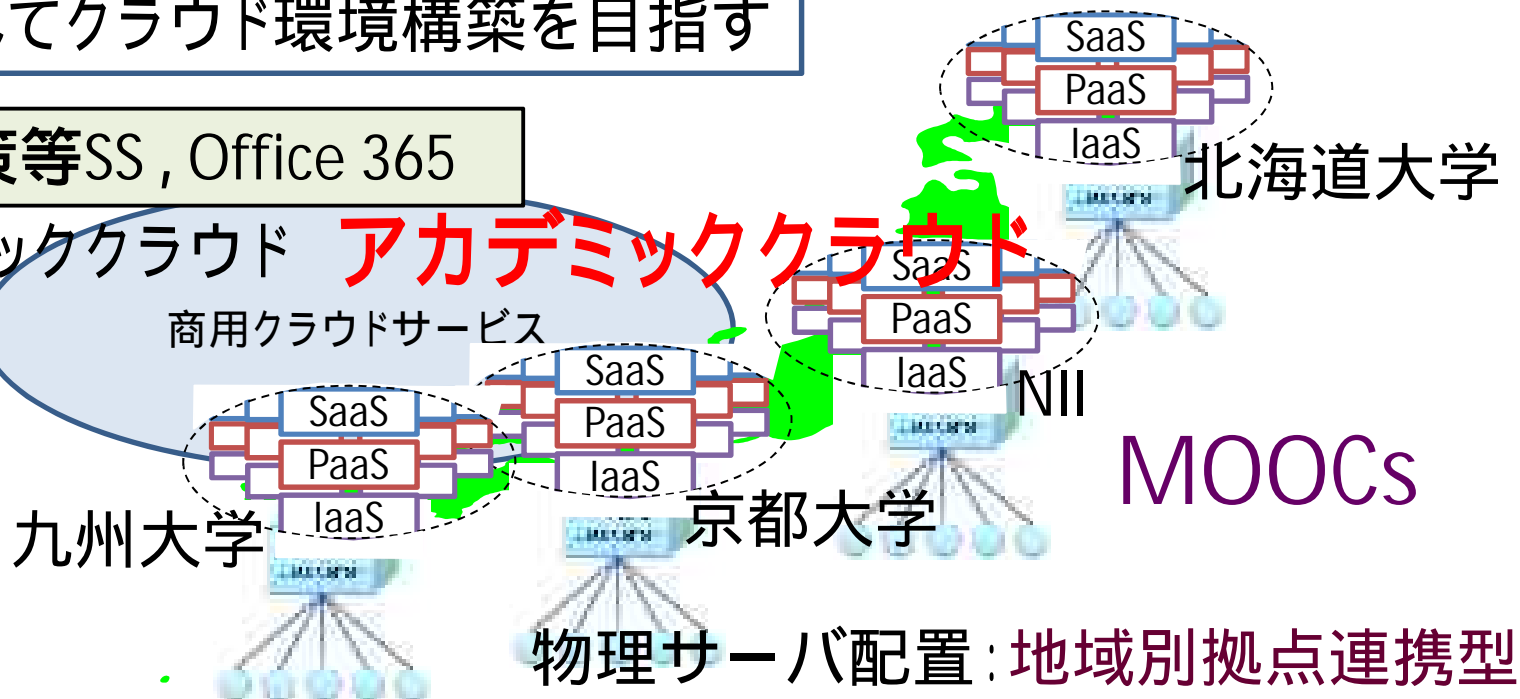 てクラウド環境構築を目指す
策等SS , Office 365
ッククラウド アカデミッククラウド
商用クラウドサービス
SaaS
PaaS
IaaS
北海道大学
SaaS
PaaS
IaaS
NII
SaaS
PaaS
IaaS
京都大学
SaaS
PaaS
IaaS
九州大学
MOOCs
物理サーバ配置:地域別拠点連携型